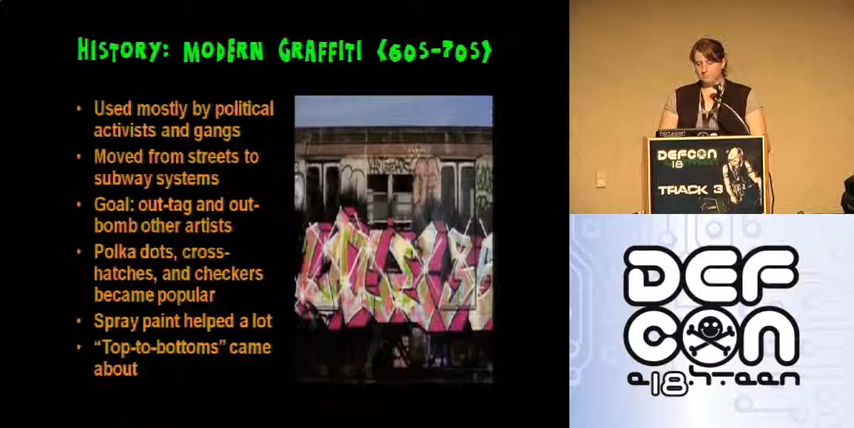 HISTORY: MODERN GRAFFITI (60S-70S)
• Used mostly by political
activists and gangs
• Moved from streets to
subway systems
• Goal: out-tag and out-
bomb other artists
• Polka dots, cross-
hatches, and checkers
became popular
• Spray paint helped a lot
• “Top-to-bottoms” came
about
DEFCON
18
TRACK 3
DEF
CON
e18hteen